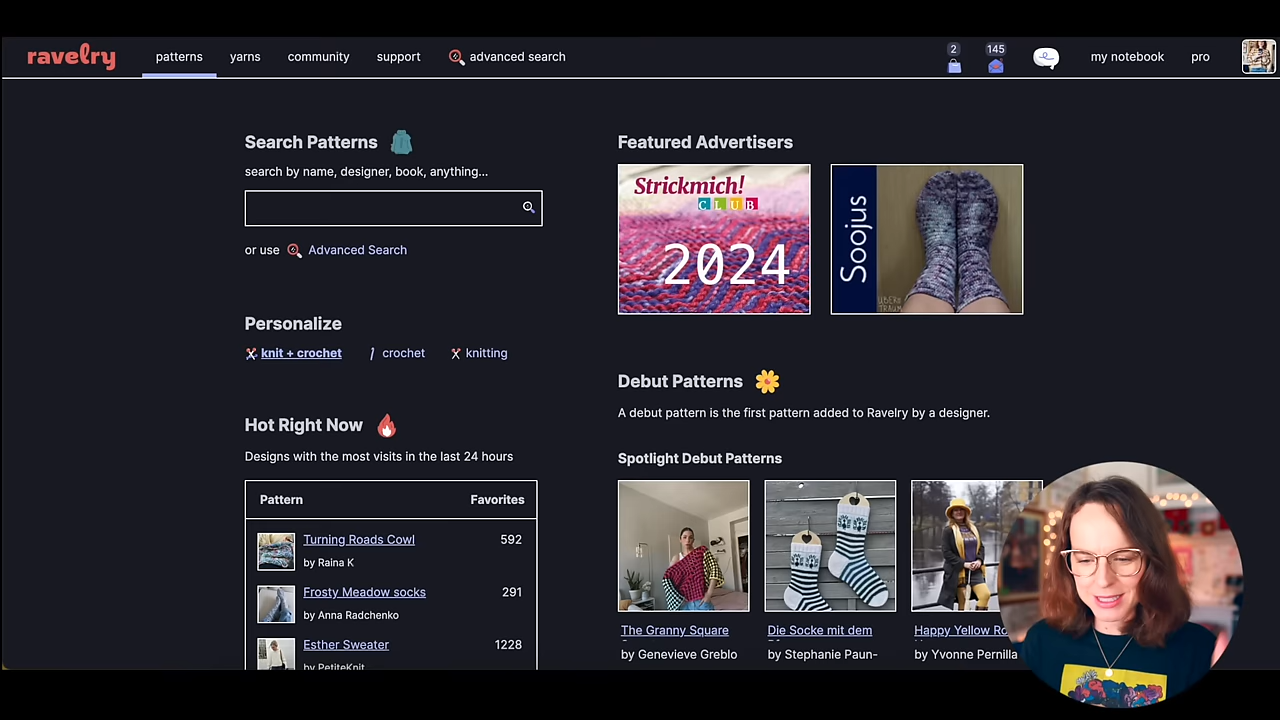 ravelry
patterns
yarns
community
support
advanced search
2
145
my notebook
pro
Search Patterns
search by name, designer, book, anything...
or use Advanced Search
Personalize
knit + crochet
crochet
knitting
Hot Right Now
Designs with the most visits in the last 24 hours
Pattern Favorites
Turning Roads Cowl 592
by Raina K
Frosty Meadow socks 291
by Anna Radchenko
Esther Sweater 1228
by PetiteKnit
Featured Advertisers
Strickmich!
CLUB
2024
Soojus
ÜBERM
TRAUM
Debut Patterns
A debut pattern is the first pattern added to Ravelry by a designer.
Spotlight Debut Patterns
The Granny Square
by Genevieve Greblo
Die Socke mit dem
by Stephanie Paun-
Happy Yellow Ro
by Yvonne Pernilla